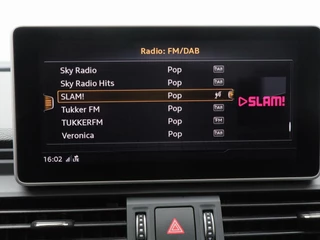 Radio: FM/DAB
Sky Radio Pop
Sky Radio Hits Pop
SLAM! Pop
SLAM!
Tukker FM Pop
TUKKERFM Pop FM
Veronica Pop
16:02